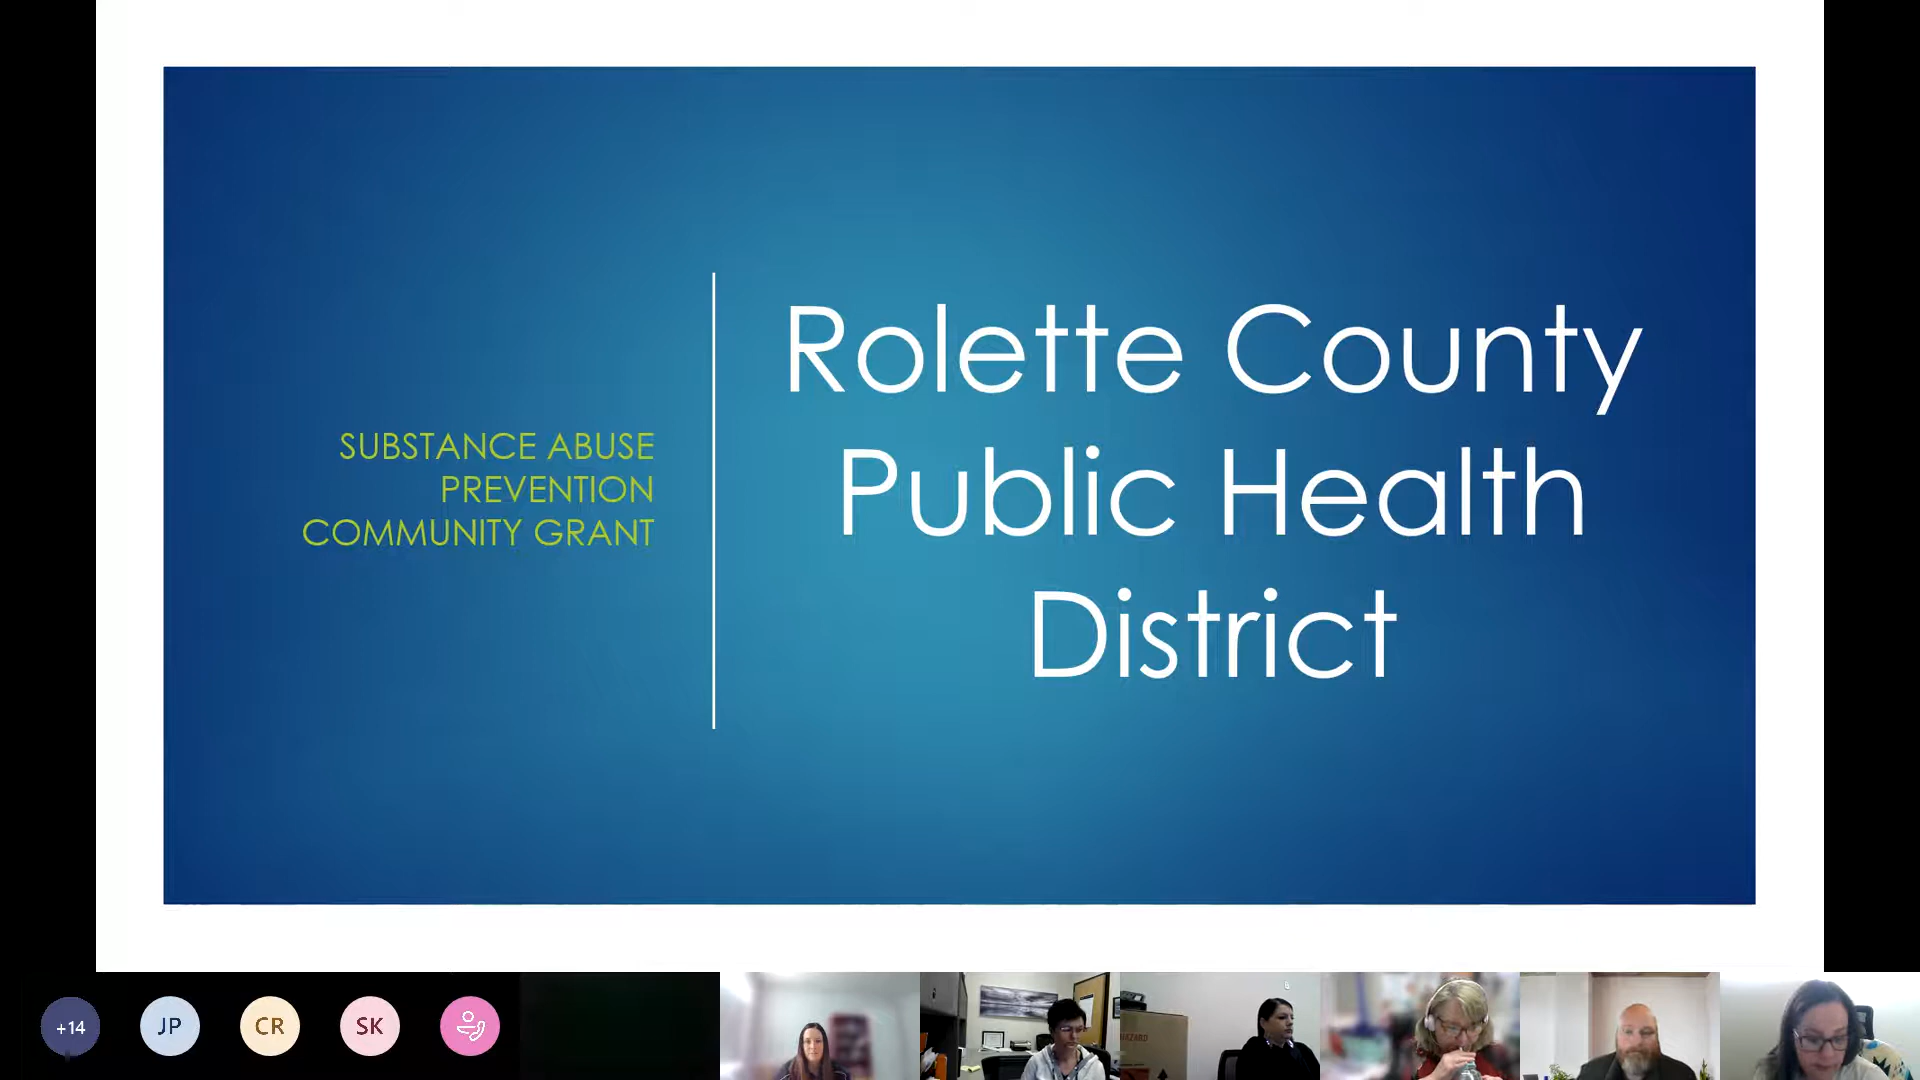 SUBSTANCE ABUSE
PREVENTION
COMMUNITY GRANT
Rolette County
Public Health
District
+14
JP
CR
SK